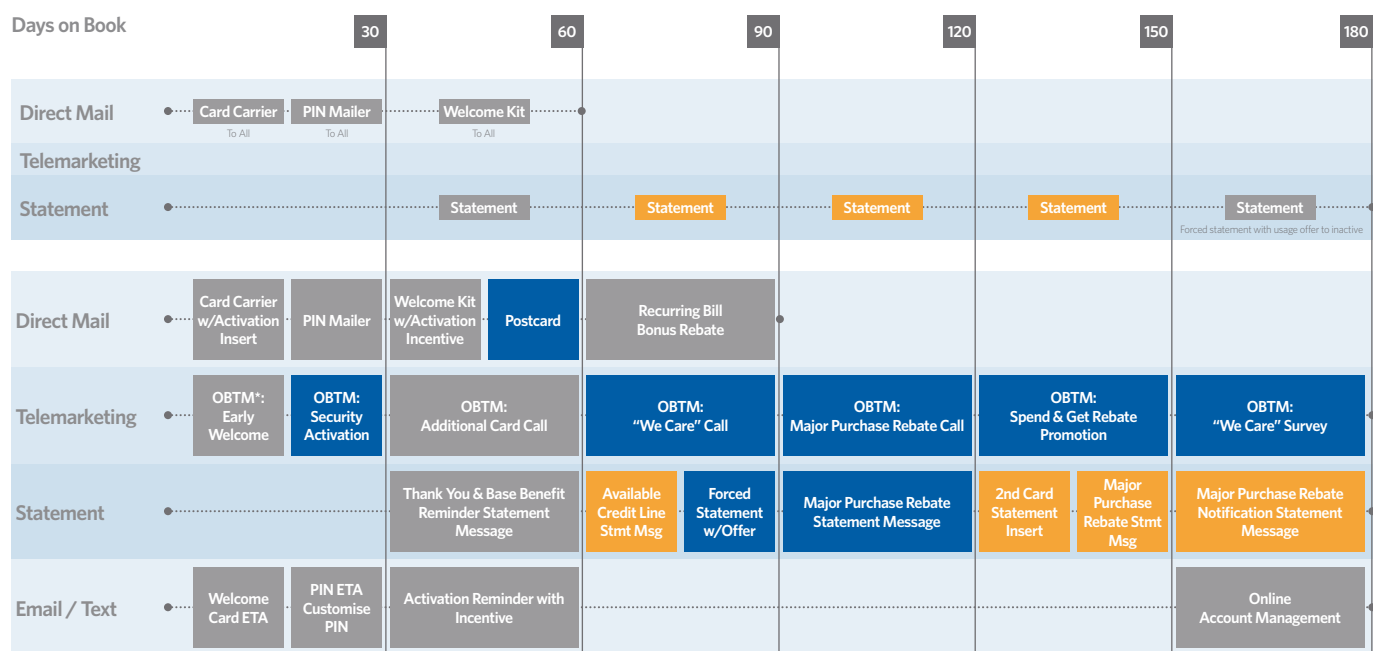 Days on Book
30
60
90
120
150
180
Direct Mail
Card Carrier
To All
PIN Mailer
To All
Welcome Kit
To All
Telemarketing
Statement
Statement
Statement
Statement
Statement
Statement
Forced statement with usage offer to inactive
Direct Mail
Card Carrier
w/Activation
Insert
PIN Mailer
Welcome Kit
w/Activation
Incentive
Postcard
Recurring Bill
Bonus Rebate
Telemarketing
OBTM*:
Early
Welcome
OBTM:
Security
Activation
OBTM:
Additional Card Call
OBTM:
“We Care” Call
OBTM:
Major Purchase Rebate Call
OBTM:
Spend & Get Rebate
Promotion
OBTM:
“We Care” Survey
Statement
Thank You & Base Benefit
Reminder Statement
Message
Available
Credit Line
Stmt Msg
Forced
Statement
w/Offer
Major Purchase Rebate
Statement Message
2nd Card
Statement
Insert
Major
Purchase
Rebate Stmt
Msg
Major Purchase Rebate
Notification Statement
Message
Email / Text
Welcome
Card ETA
PIN ETA
Customise
PIN
Activation Reminder with
Incentive
Online
Account Management